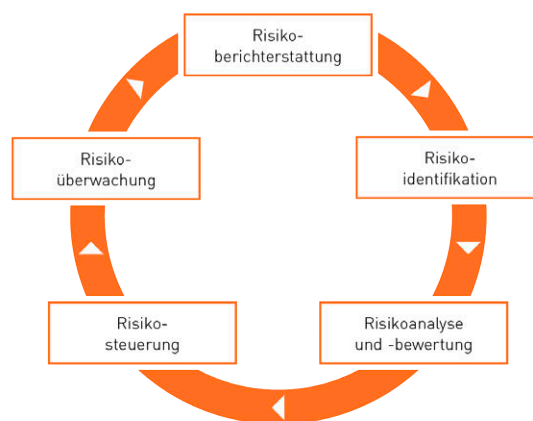 Risiko-
berichterstattung
Risiko-
identifikation
Risikoanalyse
und -bewertung
Risiko-
steuerung
Risiko-
überwachung